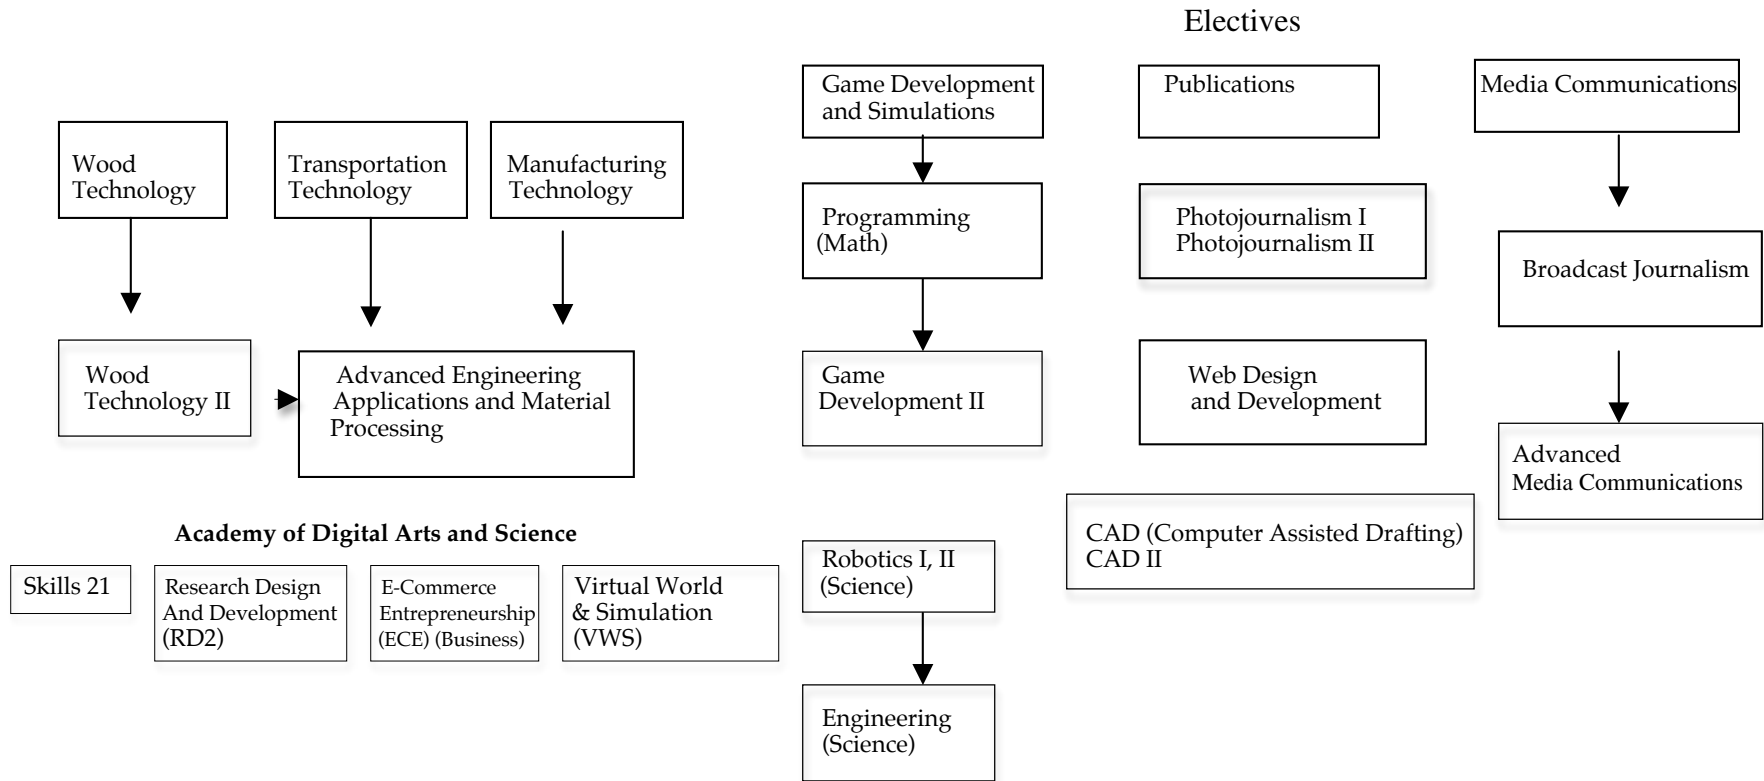 Electives
Wood
Technology
Transportation
Technology
Manufacturing
Technology
Wood
Technology II
Advanced Engineering
Applications and Material
Processing
Game Development
and Simulations
Programming
(Math)
Game
Development II
Publications
Photojournalism I
Photojournalism II
Web Design
and Development
Media Communications
Broadcast Journalism
Advanced
Media Communications
CAD (Computer Assisted Drafting)
CAD II
Academy of Digital Arts and Science
Skills 21
Research Design
And Development
(RD2)
E-Commerce
Entrepreneurship
(ECE) (Business)
Virtual World
& Simulation
(VWS)
Robotics I, II
(Science)
Engineering
(Science)